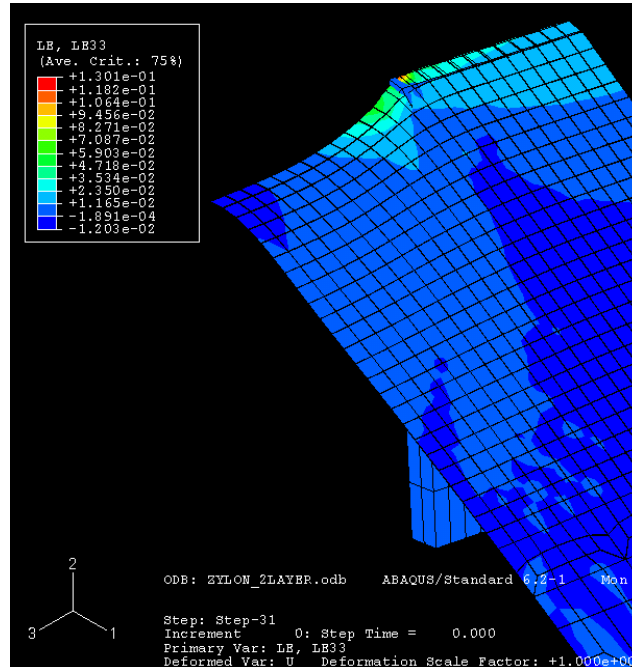 LE, LE33
(Ave. Crit.: 75%)
+1.301e-01
+1.182e-01
+1.064e-01
+9.456e-02
+8.271e-02
+7.087e-02
+5.903e-02
+4.718e-02
+3.534e-02
+2.350e-02
+1.165e-02
-1.891e-04
-1.203e-02
2
3
1
ODB: ZYLON_2LAYER.odb ABAQUS/Standard 6.2-1 Mon
Step: Step-31
Increment 0: Step Time = 0.000
Primary Var: LE, LE33
Deformed Var: U Deformation Scale Factor: +1.000e+00